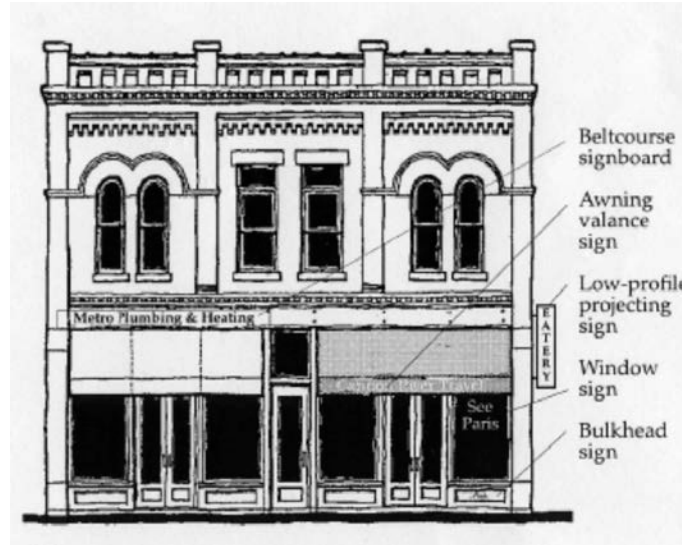 Beltcourse
signboard
Awning
valance
sign
Low-profile
projecting
sign
Metro Plumbing & Heating
EATERY
Window
sign
See
Paris
Travel
Bulkhead
sign